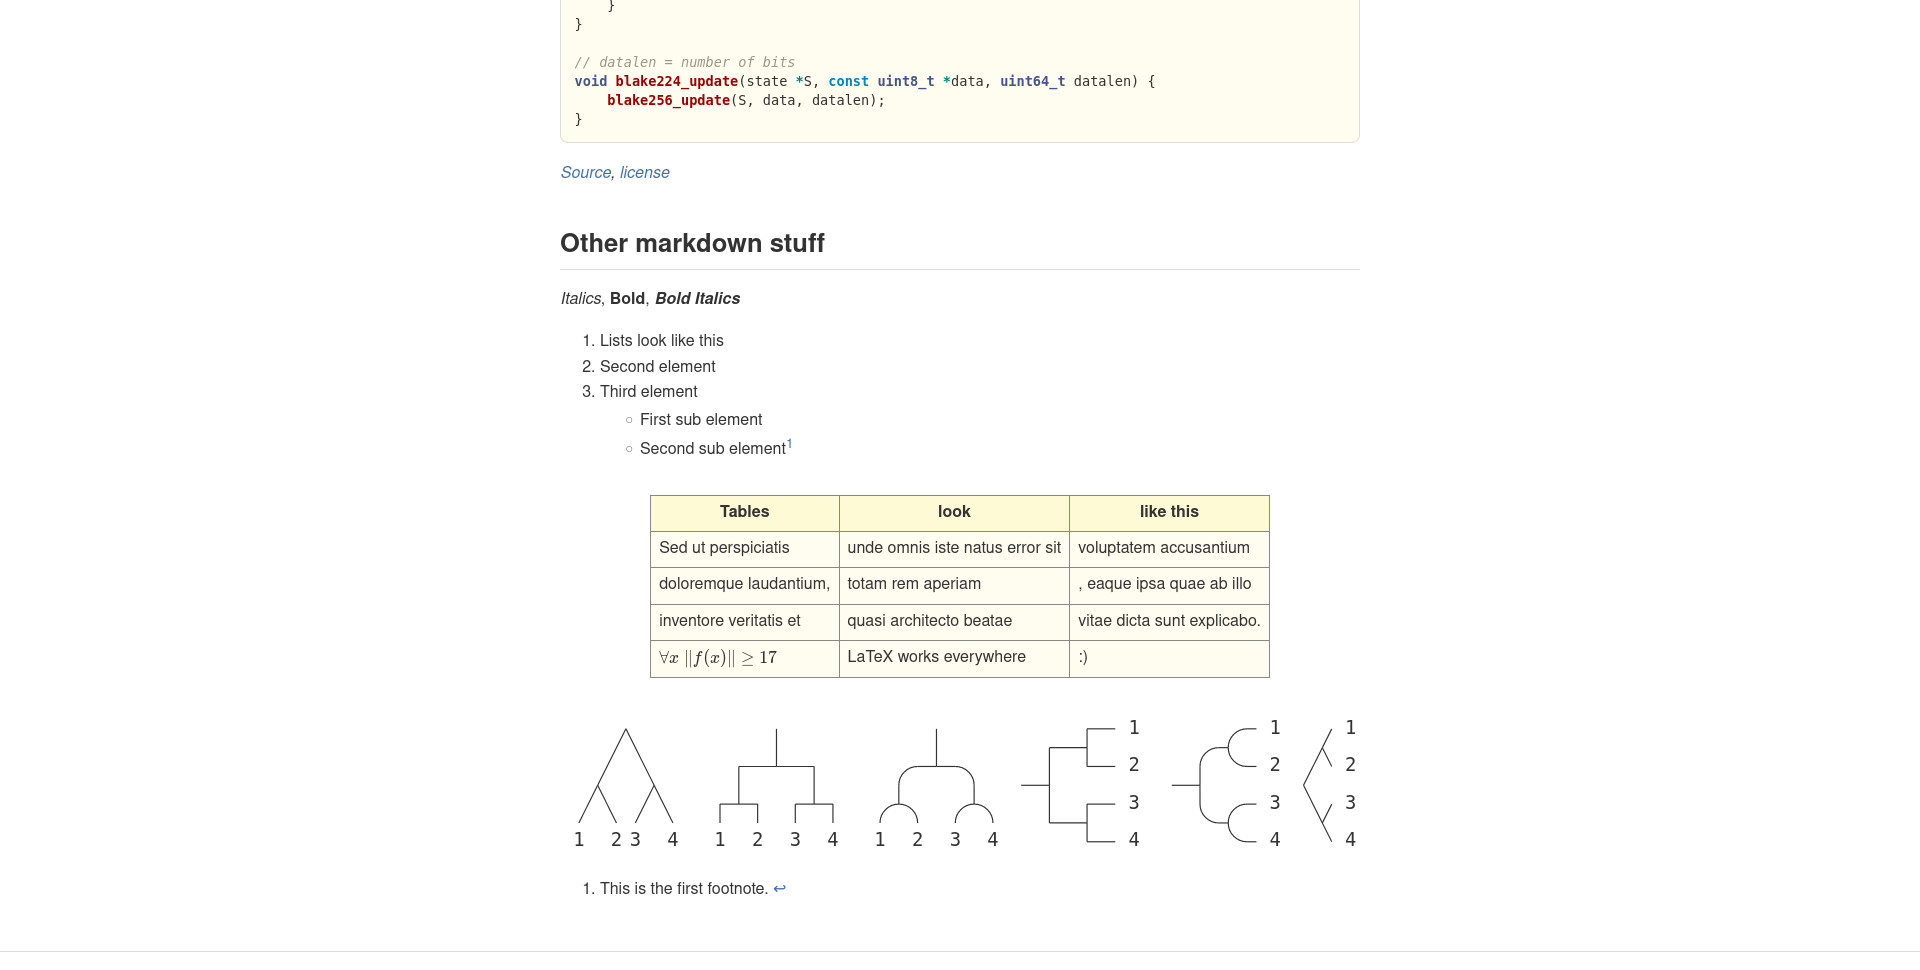 }
}
// datalen = number of bits
void blake224_update(state *S, const uint8_t *data, uint64_t datalen) {
blake256_update(S, data, datalen);
}
Source, license
Other markdown stuff
Italics, Bold, Bold Italics
1. Lists look like this
2. Second element
3. Third element
○ First sub element
○ Second sub element1
Tables look like this
Sed ut perspiciatis unde omnis iste natus error sit voluptatem accusantium
doloremque laudantium, totam rem aperiam , eaque ipsa quae ab illo
inventore veritatis et quasi architecto beatae vitae dicta sunt explicabo.
∀x ||f(x)|| ≥ 17 LaTeX works everywhere :)
1 2 3 4
1 2 3 4
1 2 3 4
1
2
3
4
1
2
3
4
1
2
3
4
1. This is the first footnote. ↩